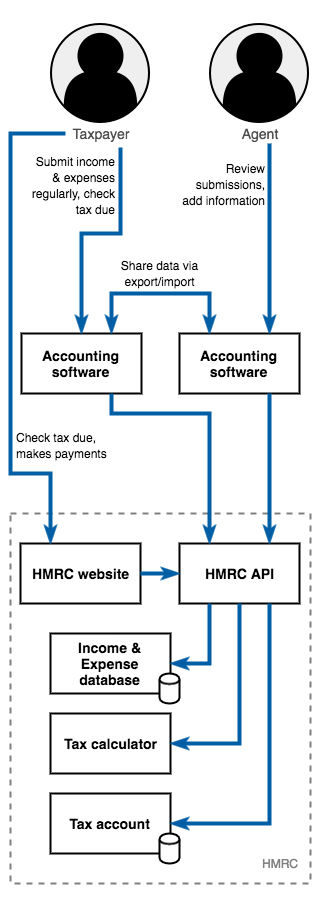 Taxpayer
Agent
Submit income
& expenses
regularly, check
tax due
Review
submissions,
add information
Share data via
export/import
Accounting
software
Accounting
software
Check tax due,
makes payments
HMRC website
HMRC API
Income &
Expense
database
Tax calculator
Tax account
HMRC